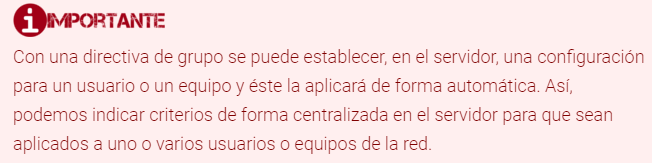 IMPORTANTE
Con una directiva de grupo se puede establecer, en el servidor, una configuración
para un usuario o un equipo y éste la aplicará de forma automática. Así,
podemos indicar criterios de forma centralizada en el servidor para que sean
aplicados a uno o varios usuarios o equipos de la red.